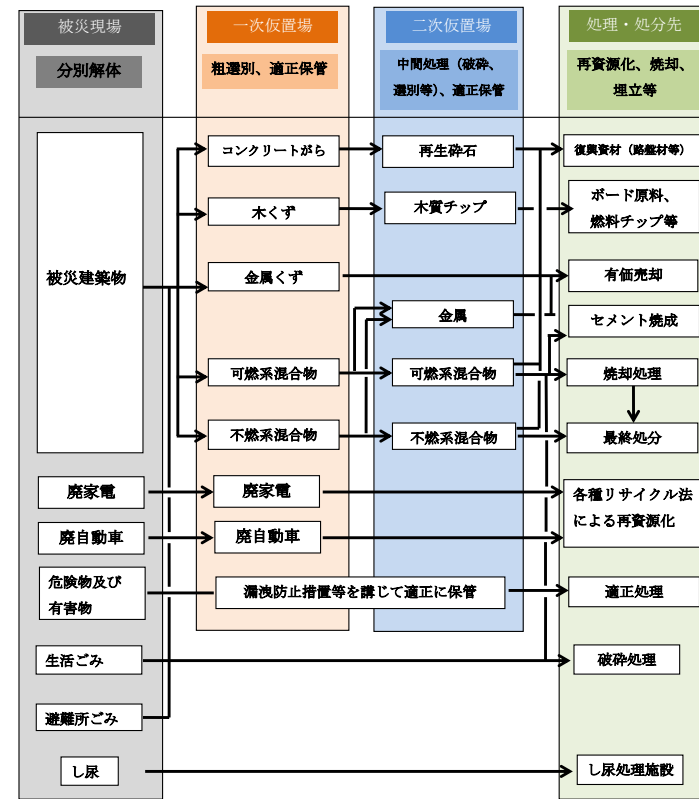 被災現場
一次仮置場
二次仮置場
処理・処分先
分別解体
粗選別、適正保管
中間処理（破砕、
選別等）、適正保管
再資源化、焼却、
埋立等
被災建築物
コンクリートがら
再生砕石
復興資材（路盤材等）
木くず
木質チップ
ボード原料、
燃料チップ等
金属くず
有価売却
金属
セメント焼成
可燃系混合物
可燃系混合物
焼却処理
不燃系混合物
不燃系混合物
最終処分
廃家電
廃家電
各種リサイクル法
による再資源化
廃自動車
廃自動車
危険物及び
有害物
漏洩防止措置等を講じて適正に保管
適正処理
生活ごみ
破砕処理
避難所ごみ
し尿
し尿処理施設